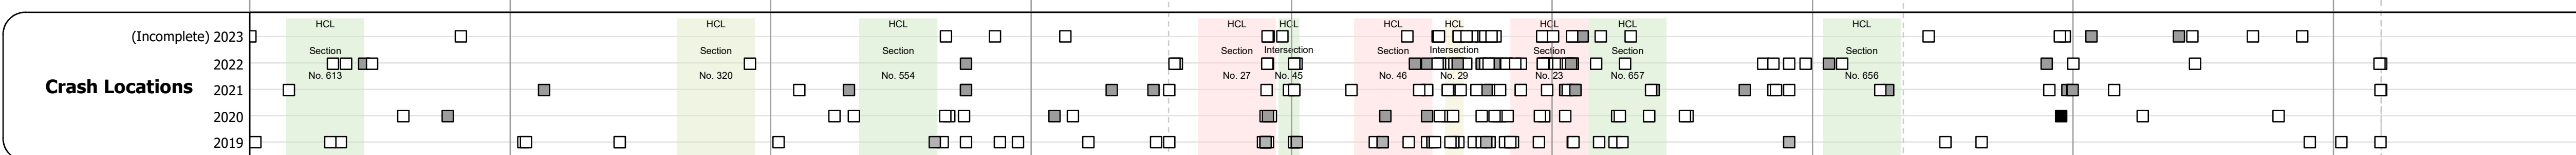 HCL HCL HCL HCL HCL HCL HCL HCL HCL HCL
(Incomplete) 2023
Section Section Section Section Intersection Section Intersection Section Section Section
2022
No. 613 No. 320 No. 554 No. 27 No. 45 No. 46 No. 29 No. 23 No. 657 No. 656
Crash Locations
2021
2020
2019